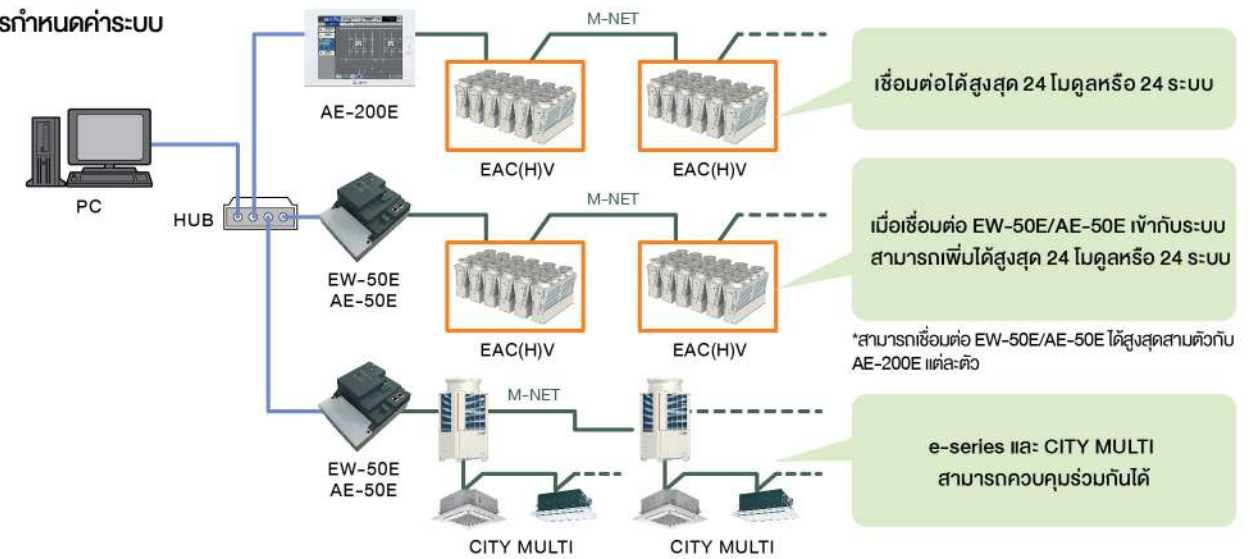 รกำหนดค่าระบบ
M-NET
AE-200E
EAC(H)V
EAC(H)V
เชื่อมต่อได้สูงสุด 24 โมดูลหรือ 24 ระบบ
PC
HUB
M-NET
EW-50E
AE-50E
EAC(H)V
EAC(H)V
เมื่อเชื่อมต่อ EW-50E/AE-50E เข้ากับระบบ
สามารถเพิ่มได้สูงสุด 24 โมดูลหรือ 24 ระบบ
*สามารถเชื่อมต่อ EW-50E/AE-50E ได้สูงสุดสามตัวกับ
AE-200E แต่ละตัว
M-NET
EW-50E
AE-50E
CITY MULTI
CITY MULTI
e-series และ CITY MULTI
สามารถควบคุมร่วมกันได้